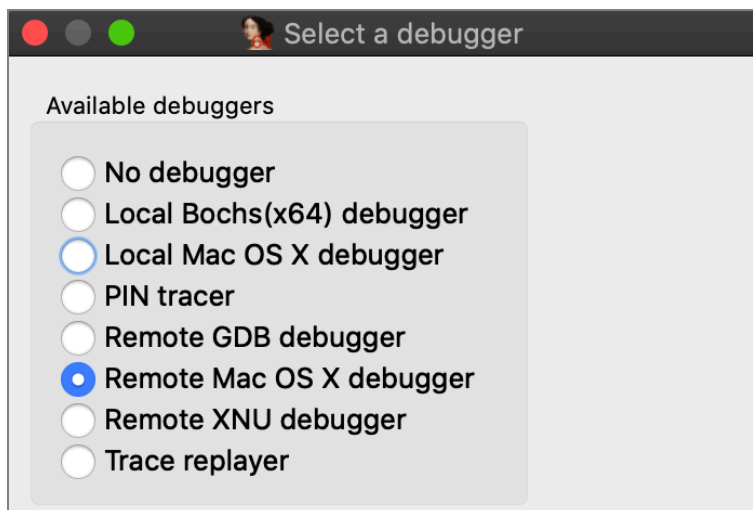 Select a debugger
Available debuggers
No debugger
Local Bochs(x64) debugger
Local Mac OS X debugger
PIN tracer
Remote GDB debugger
Remote Mac OS X debugger
Remote XNU debugger
Trace replayer